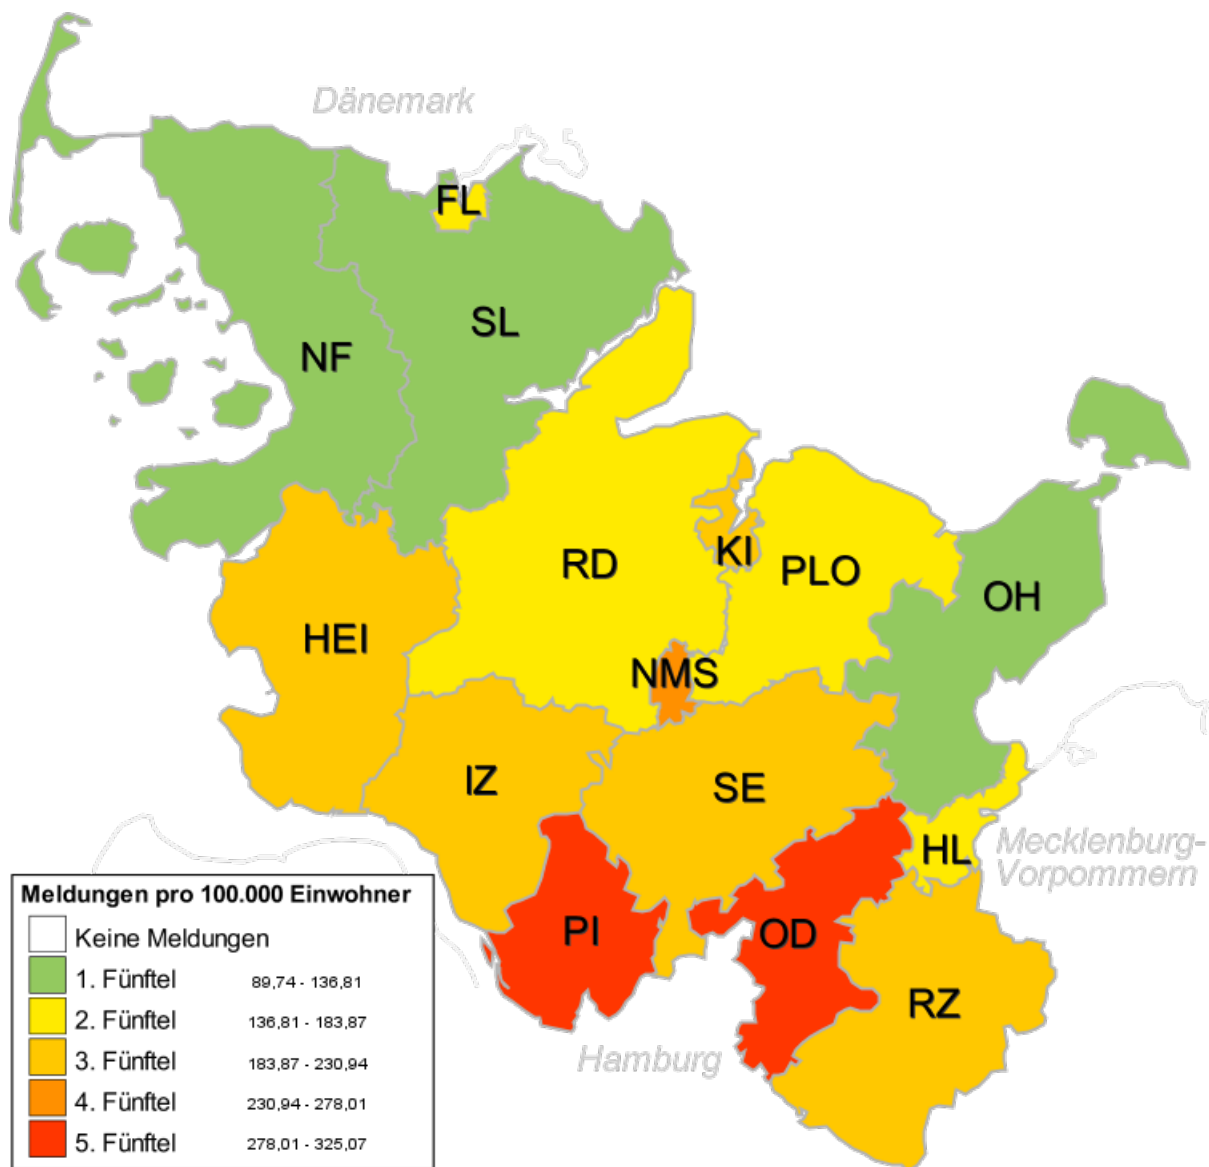 Dänemark
FL
SL
NF
RD
KI
PLO
OH
HEI
NMS
IZ
SE
HL
Mecklenburg-
Vorpommern
PI
OD
RZ
Hamburg
Meldungen pro 100.000 Einwohner
Keine Meldungen
1. Fünftel 89,74 - 136,81
2. Fünftel 136,81 - 183,87
3. Fünftel 183,87 - 230,94
4. Fünftel 230,94 - 278,01
5. Fünftel 278,01 - 325,07